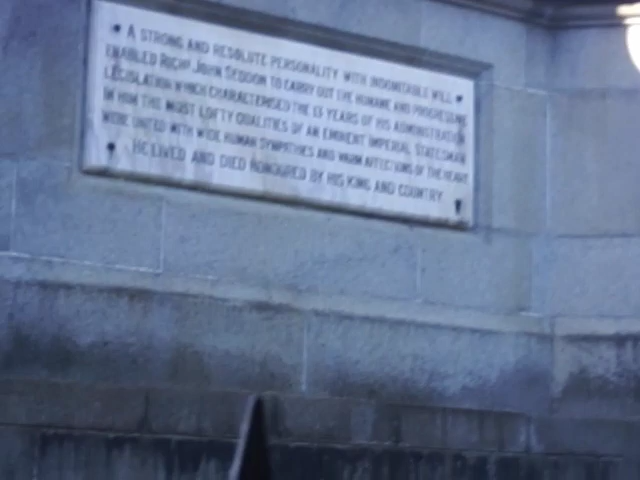 A STRONG AND RESOLUTE PERSONALITY WITH INDOMITABLE WILL
ENABLED RICHD JOHN SEDDON TO CARRY OUT THE HUMANE AND PROGRESSIVE
LEGISLATION WHICH CHARACTERISED THE 13 YEARS OF HIS ADMINISTRATION
IN HIM THE MOST LOFTY QUALITIES OF AN EMINENT IMPERIAL STATESMAN
WERE UNITED WITH WIDE HUMAN SYMPATHIES AND WARM AFFECTIONS OF THE HEART
HE LIVED AND DIED HONOURED BY HIS KING AND COUNTRY